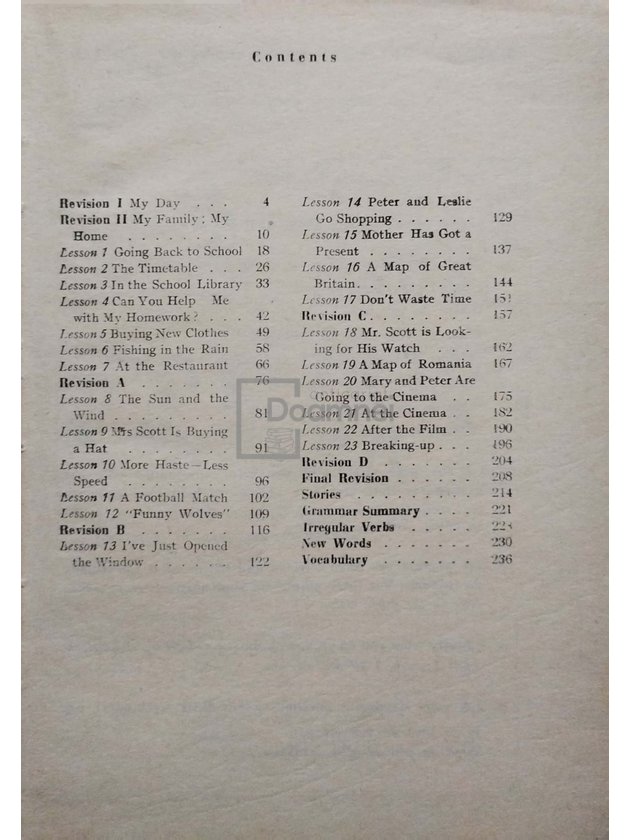 Contents
Revision I My Day . . . 4
Revision II My Family; My
Home . . . . . . . . 10
Lesson 1 Going Back to School 18
Lesson 2 The Timetable . . . 26
Lesson 3 In the School Library 33
Lesson 4 Can You Help Me
with My Homework? . . . 42
Lesson 5 Buying New Clothes 49
Lesson 6 Fishing in the Rain 58
Lesson 7 At the Restaurant 66
Revision A . . . . . . . 76
Lesson 8 The Sun and the
Wind . . . . . . . . 81
Lesson 9 Mrs Scott Is Buying
a Hat . . . . . . . 91
Lesson 10 More Haste—Less
Speed . . . . . . . . 96
Lesson 11 A Football Match 102
Lesson 12 "Funny Wolves" 109
Revision B . . . . . . . 116
Lesson 13 I've Just Opened
the Window . . . . . . 122
Lesson 14 Peter and Leslie
Go Shopping . . . . . . 129
Lesson 15 Mother Has Got a
Present . . . . . . . . 137
Lesson 16 A Map of Great
Britain. . . . . . . . 144
Lesson 17 Don't Waste Time 151
Revision C. . . . . . . . 157
Lesson 18 Mr. Scott is Look-
ing for His Watch . . . 162
Lesson 19 A Map of Romania 167
Lesson 20 Mary and Peter Are
Going to the Cinema . . 175
Lesson 21 At the Cinema . . 182
Lesson 22 After the Film . . 190
Lesson 23 Breaking-up . . . 196
Revision D . . . . . . . 204
Final Revision . . . . . . 208
Stories . . . . . . . . 214
Grammar Summary . . . . 221
Irregular Verbs . . . . .
New Words . . . . . . . 230
Vocabulary . . . . . . . 236